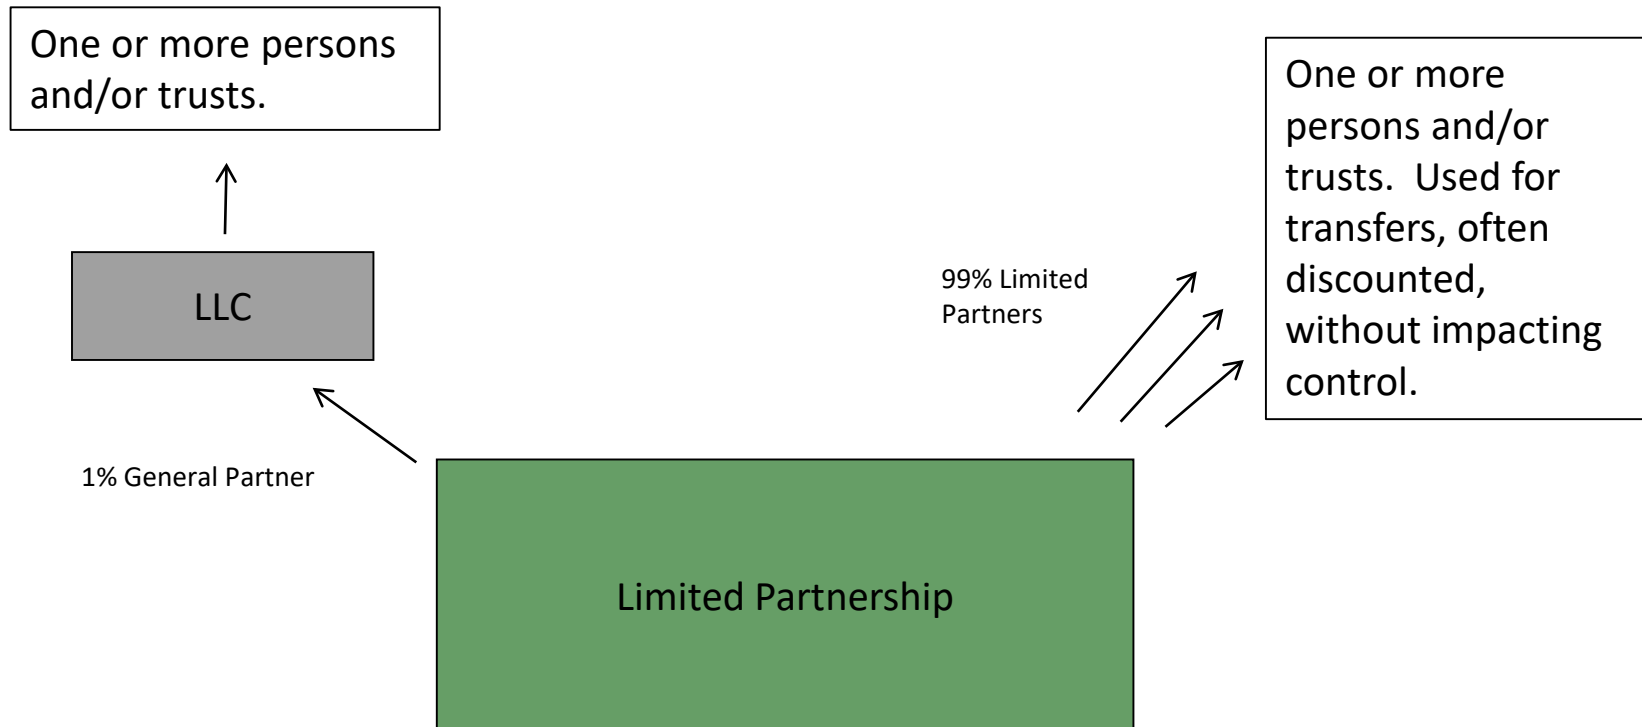 One or more persons
and/or trusts.
LLC
1% General Partner
99% Limited
Partners
One or more
persons and/or
trusts.  Used for
transfers, often
discounted,
without impacting
control.
Limited Partnership